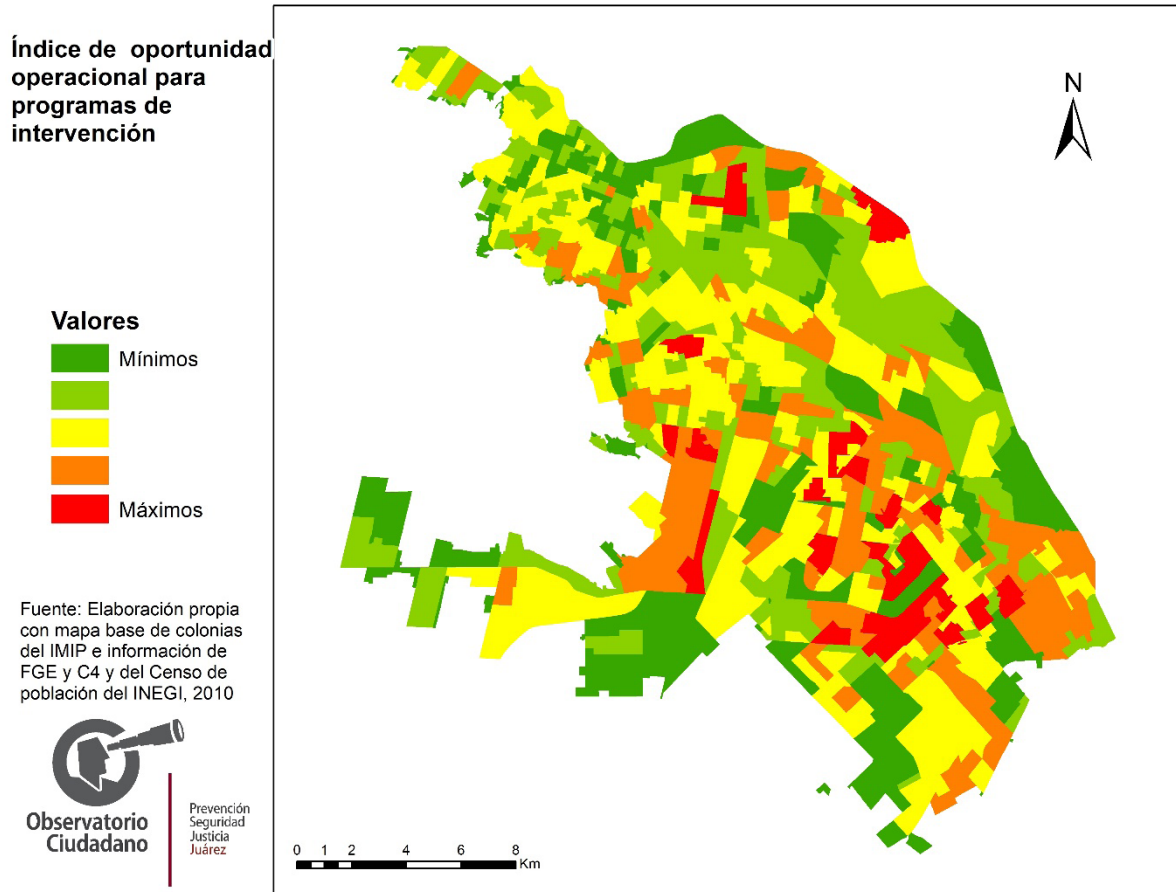 Índice de oportunidad
operacional para
programas de
intervención
N
Valores
Mínimos
Máximos
Fuente: Elaboración propia
con mapa base de colonias
del IMIP e información de
FGE y C4 y del Censo de
población del INEGI, 2010
Observatorio
Ciudadano
Prevención
Seguridad
Justicia
Juárez
0 1 2 4 6 8
Km